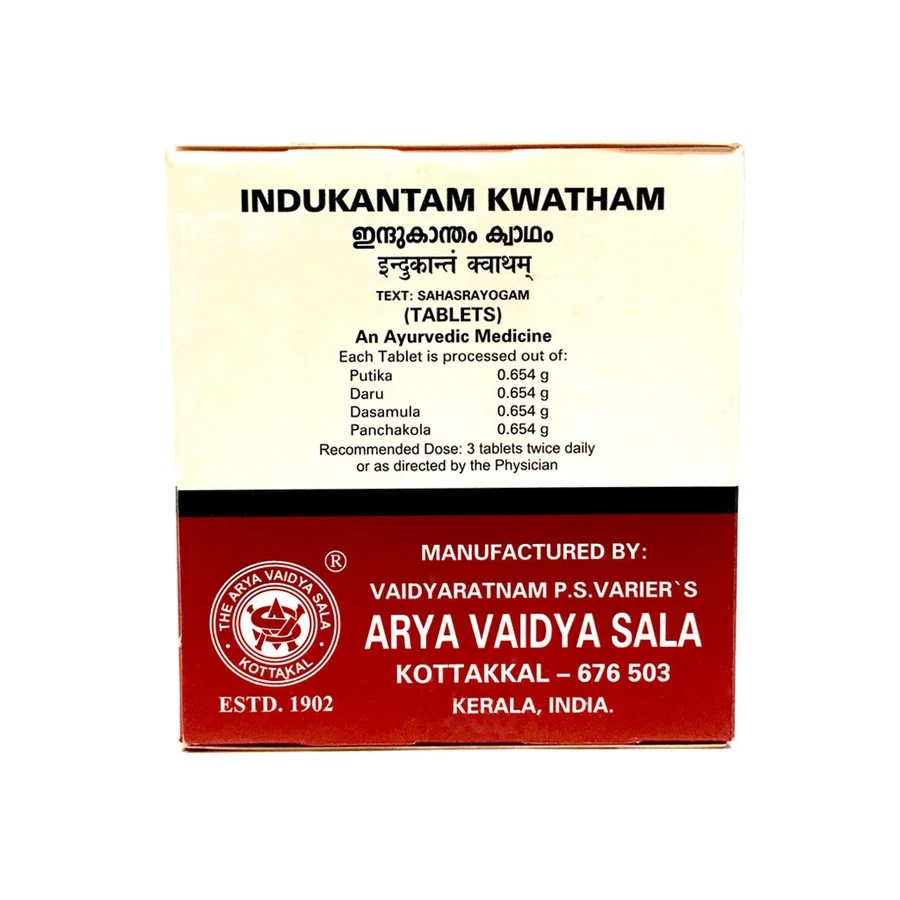 INDUKANTAM KWATHAM
ഇന്ദുകാന്തം ക്വാഥം
इन्दुकान्तं क्वाथम्
TEXT: SAHASRAYOGAM
(TABLETS)
An Ayurvedic Medicine
Each Tablet is processed out of:
Putika 0.654 g
Daru 0.654 g
Dasamula 0.654 g
Panchakola 0.654 g
Recommended Dose: 3 tablets twice daily
or as directed by the Physician
MANUFACTURED BY:
VAIDYARATNAM P.S.VARIER`S
ARYA VAIDYA SALA
KOTTAKKAL – 676 503
KERALA, INDIA.
®
THE ARYA VAIDYA SALA
KOTTAKAL
ESTD. 1902